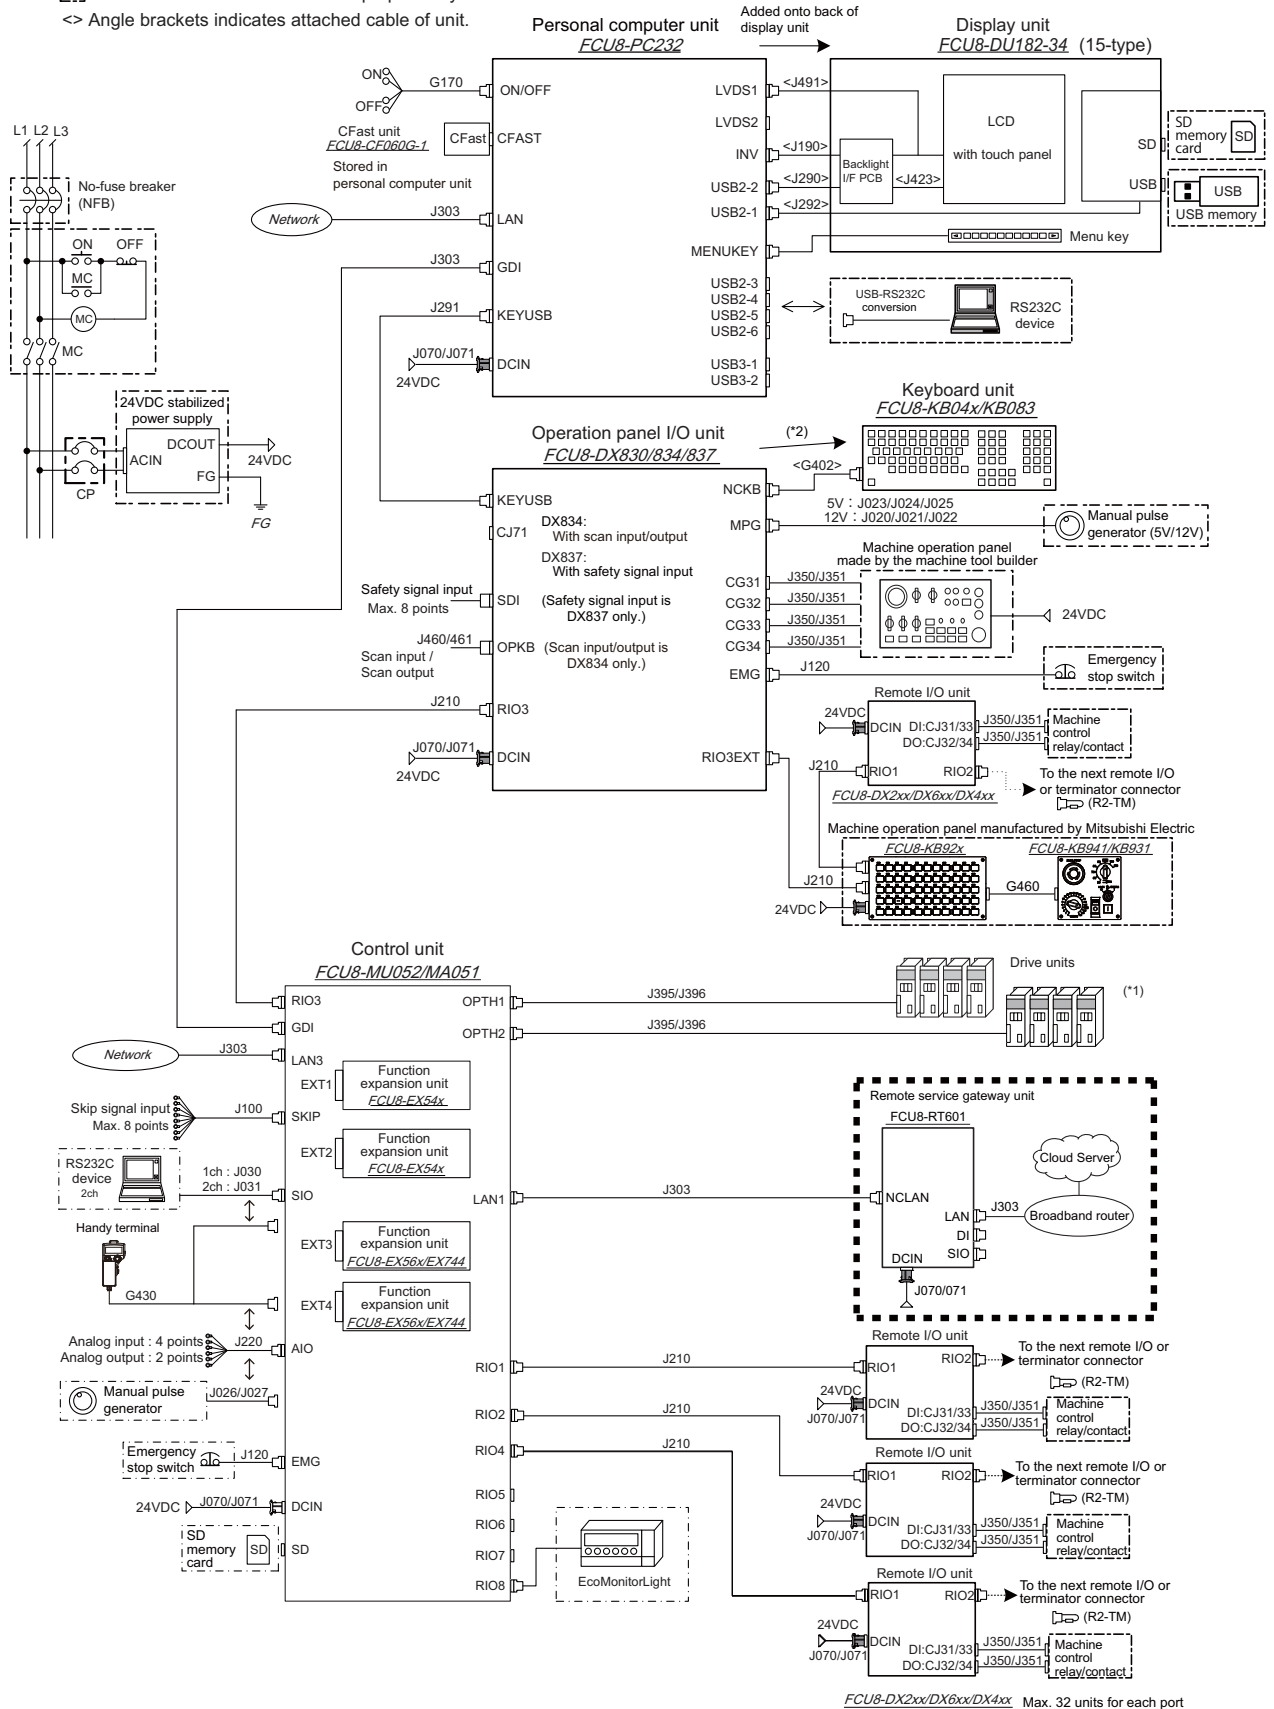 <> Angle brackets indicates attached cable of unit.
Personal computer unit
FCU8-PC232
Added onto back of
display unit
Display unit
FCU8-DU182-34 (15-type)
ON
OFF
G170
ON/OFF
LVDS1
<J491>
CFast unit
FCU8-CF060G-1
CFast
CFAST
Stored in
personal computer unit
LVDS2
INV
<J190>
USB2-2
<J290>
Backlight
I/F PCB
<J423>
USB2-1
<J292>
LCD
with touch panel
SD
USB
SD
memory
card
SD
USB
USB memory
L1 L2 L3
No-fuse breaker
(NFB)
ON
OFF
MC
MC
MC
Network
J303
LAN
MENUKEY
Menu key
J303
GDI
USB2-3
USB2-4
USB2-5
USB2-6
USB-RS232C
conversion
RS232C
device
J291
KEYUSB
J070/J071
24VDC
DCIN
USB3-1
USB3-2
24VDC stabilized
power supply
DCOUT
ACIN
FG
24VDC
CP
FG
Operation panel I/O unit
FCU8-DX830/834/837
(*2)
Keyboard unit
FCU8-KB04x/KB083
<G402>
NCKB
KEYUSB
CJ71
DX834:
With scan input/output
DX837:
With safety signal input
MPG
5V : J023/J024/J025
12V : J020/J021/J022
Manual pulse
generator (5V/12V)
Machine operation panel
made by the machine tool builder
CG31
J350/J351
CG32
J350/J351
CG33
J350/J351
CG34
J350/J351
24VDC
Safety signal input
Max. 8 points
SDI
(Safety signal input is
DX837 only.)
J460/461
OPKB
(Scan input/output is
DX834 only.)
Scan input /
Scan output
EMG
J120
Emergency
stop switch
J210
RIO3
J070/J071
24VDC
DCIN
RIO3EXT
Remote I/O unit
24VDC
DCIN
DI:CJ31/33
J350/J351
DO:CJ32/34
J350/J351
Machine
control
relay/contact
J210
RIO1
RIO2
To the next remote I/O
or terminator connector
(R2-TM)
FCU8-DX2xx/DX6xx/DX4xx
Machine operation panel manufactured by Mitsubishi Electric
FCU8-KB92x
FCU8-KB941/KB931
J210
G460
24VDC
Control unit
FCU8-MU052/MA051
RIO3
GDI
OPTH1
J395/J396
OPTH2
J395/J396
Drive units
(*1)
Network
J303
LAN3
EXT1
Function
expansion unit
FCU8-EX54x
Skip signal input
Max. 8 points
J100
SKIP
EXT2
Function
expansion unit
FCU8-EX54x
RS232C
device
2ch
1ch : J030
2ch : J031
SIO
LAN1
J303
Remote service gateway unit
FCU8-RT601
NCLAN
LAN
DI
SIO
DCIN
J070/071
J303
Cloud Server
Broadband router
Handy terminal
G430
EXT3
Function
expansion unit
FCU8-EX56x/EX744
EXT4
Function
expansion unit
FCU8-EX56x/EX744
Analog input : 4 points
Analog output : 2 points
J220
AIO
Manual pulse
generator
J026/J027
Emergency
stop switch
J120
EMG
24VDC
J070/J071
DCIN
SD
memory
card
SD
SD
RIO1
J210
RIO2
J210
RIO4
J210
RIO5
RIO6
RIO7
RIO8
EcoMonitorLight
Remote I/O unit
RIO1
RIO2
To the next remote I/O or
terminator connector
(R2-TM)
24VDC
J070/J071
DCIN
DI:CJ31/33
J350/J351
DO:CJ32/34
J350/J351
Machine
control
relay/contact
Remote I/O unit
RIO1
RIO2
To the next remote I/O or
terminator connector
(R2-TM)
24VDC
J070/J071
DCIN
DI:CJ31/33
J350/J351
DO:CJ32/34
J350/J351
Machine
control
relay/contact
Remote I/O unit
RIO1
RIO2
To the next remote I/O or
terminator connector
(R2-TM)
24VDC
J070/J071
DCIN
DI:CJ31/33
J350/J351
DO:CJ32/34
J350/J351
Machine
control
relay/contact
FCU8-DX2xx/DX6xx/DX4xx Max. 32 units for each port